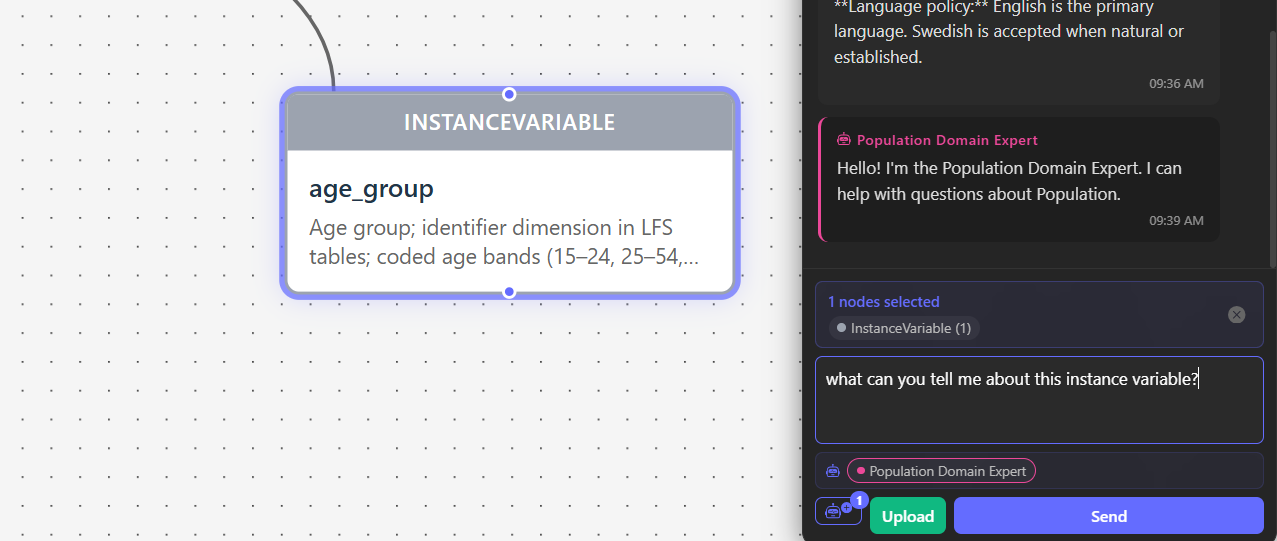 INSTANCEVARIABLE
age_group
Age group; identifier dimension in LFS
tables; coded age bands (15–24, 25–54,...
**Language policy:** English is the primary
language. Swedish is accepted when natural or
established.
09:36 AM
Population Domain Expert
Hello! I'm the Population Domain Expert. I can
help with questions about Population.
09:39 AM
1 nodes selected
InstanceVariable (1)
what can you tell me about this instance variable?
Population Domain Expert
1
Upload
Send